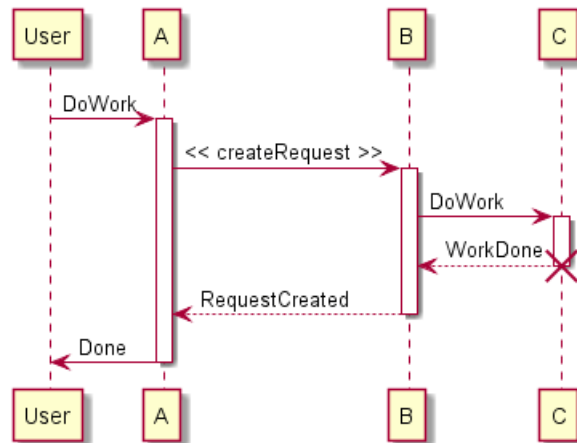 User A B C
DoWork
<< createRequest >>
DoWork
WorkDone
RequestCreated
Done
User A B C